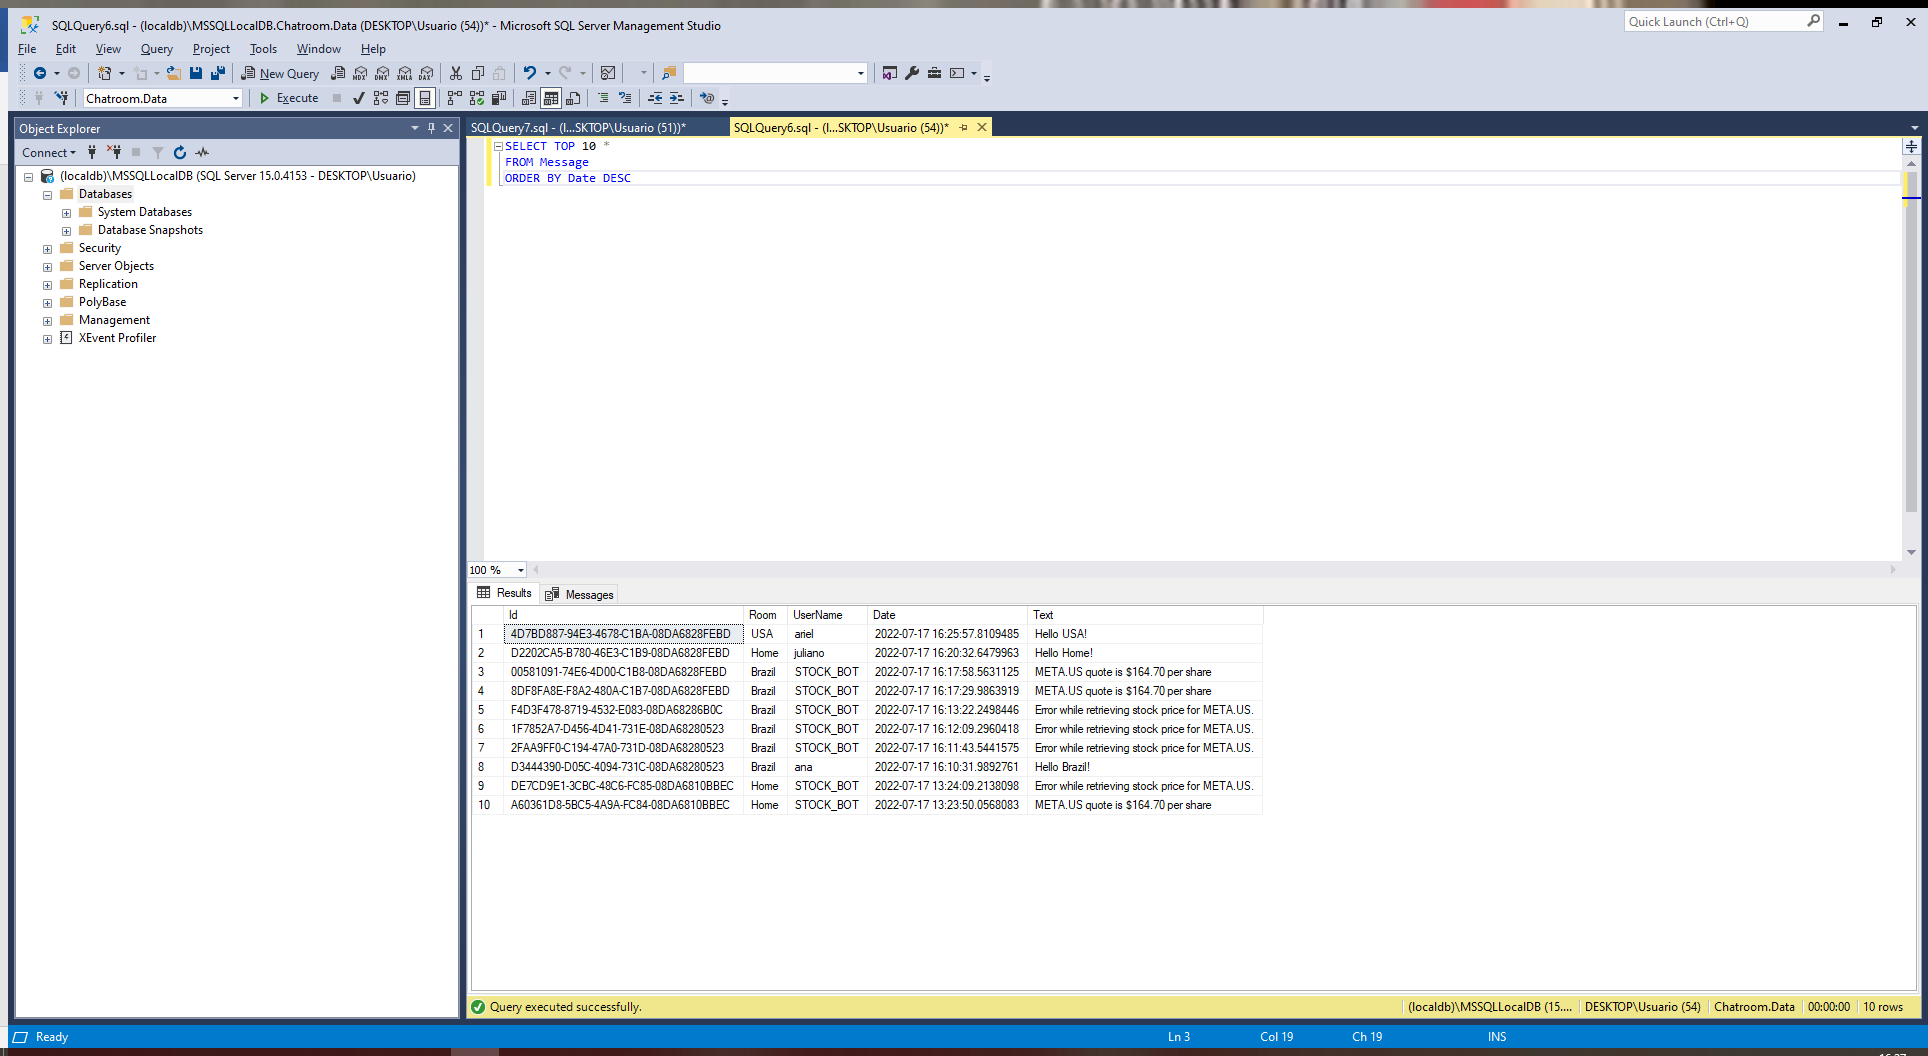 SQLQuery6.sql - (localdb)\MSSQLLocalDB.Chatroom.Data (DESKTOP\Usuario (54))* - Microsoft SQL Server Management Studio
Quick Launch (Ctrl+Q)
File Edit View Query Project Tools Window Help
New Query MDX DMX XMLA DAX
Chatroom.Data Execute
Object Explorer
Connect
(localdb)\MSSQLLocalDB (SQL Server 15.0.4153 - DESKTOP\Usuario)
Databases
System Databases
Database Snapshots
Security
Server Objects
Replication
PolyBase
Management
XEvent Profiler
SQLQuery7.sql - (l...SKTOP\Usuario (51))* SQLQuery6.sql - (l...SKTOP\Usuario (54))*
SELECT TOP 10 *
FROM Message
ORDER BY Date DESC
100 %
Results Messages
Id Room UserName Date Text
1 4D7BD887-94E3-4678-C1BA-08DA6828FEBD USA ariel 2022-07-17 16:25:57.8109485 Hello USA!
2 D2202CA5-B780-46E3-C1B9-08DA6828FEBD Home juliano 2022-07-17 16:20:32.6479963 Hello Home!
3 00581091-74E6-4D00-C1B8-08DA6828FEBD Brazil STOCK_BOT 2022-07-17 16:17:58.5631125 META.US quote is $164.70 per share
4 8DF8FA8E-F8A2-480A-C1B7-08DA6828FEBD Brazil STOCK_BOT 2022-07-17 16:17:29.9863919 META.US quote is $164.70 per share
5 F4D3F478-8719-4532-E083-08DA68286B0C Brazil STOCK_BOT 2022-07-17 16:13:22.2498446 Error while retrieving stock price for META.US.
6 1F7852A7-D456-4D41-731E-08DA68280523 Brazil STOCK_BOT 2022-07-17 16:12:09.2960418 Error while retrieving stock price for META.US.
7 2FAA9FF0-C194-47A0-731D-08DA68280523 Brazil STOCK_BOT 2022-07-17 16:11:43.5441575 Error while retrieving stock price for META.US.
8 D3444390-D05C-4094-731C-08DA68280523 Brazil ana 2022-07-17 16:10:31.9892761 Hello Brazil!
9 DE7CD9E1-3CBC-48C6-FC85-08DA6810BBEC Home STOCK_BOT 2022-07-17 13:24:09.2138098 Error while retrieving stock price for META.US.
10 A60361D8-5BC5-4A9A-FC84-08DA6810BBEC Home STOCK_BOT 2022-07-17 13:23:50.0568083 META.US quote is $164.70 per share
Query executed successfully. (localdb)\MSSQLLocalDB (15.... DESKTOP\Usuario (54) Chatroom.Data 00:00:00 10 rows
Ready Ln 3 Col 19 Ch 19 INS